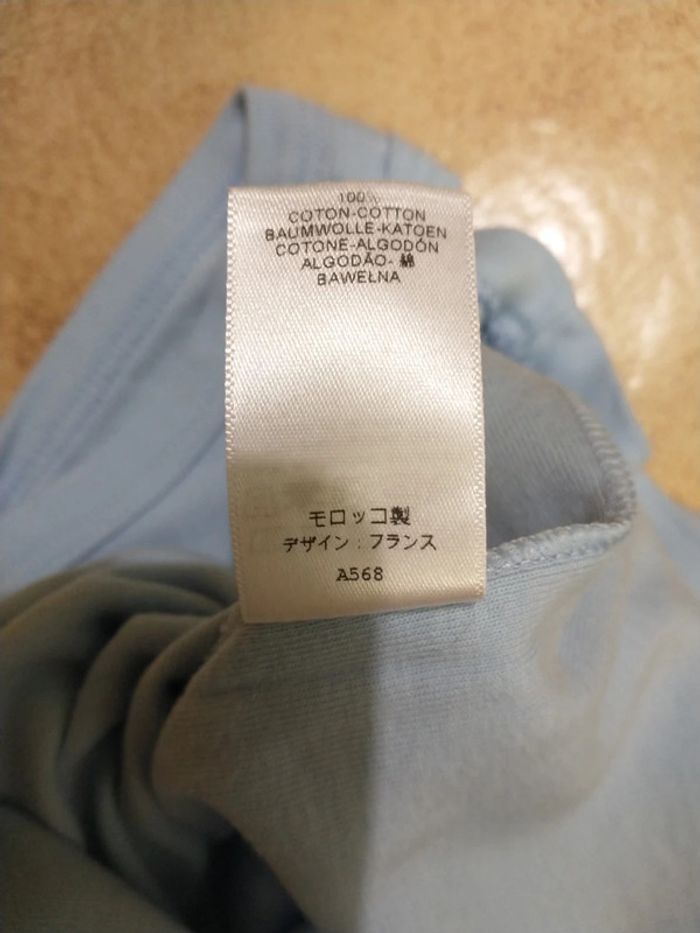 100%
COTON-COTTON
BAUMWOLLE-KATOEN
COTONE-ALGODÓN
ALGODÃO- 綿
BAWEŁNA
モロッコ製
デザイン：フランス
A568